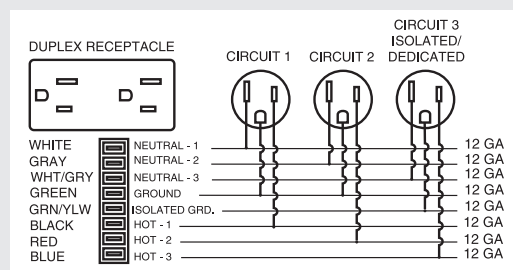 CIRCUIT 3
ISOLATED/
DUPLEX RECEPTACLE CIRCUIT 1 CIRCUIT 2 DEDICATED
WHITE NEUTRAL - 1 12 GA
GRAY NEUTRAL - 2 12 GA
WHT/GRY NEUTRAL - 3 12 GA
GREEN GROUND 12 GA
GRN/YLW ISOLATED GRD. 12 GA
BLACK HOT - 1 12 GA
RED HOT - 2 12 GA
BLUE HOT - 3 12 GA